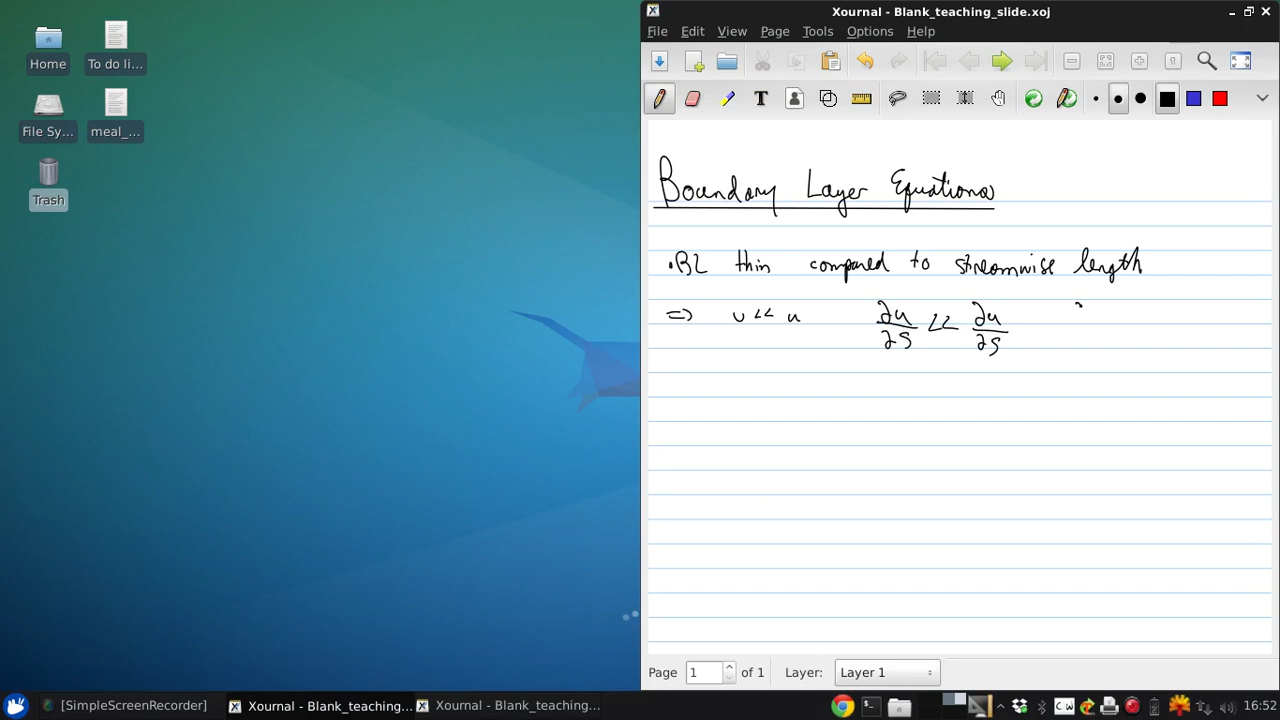 Xournal - Blank_teaching_slide.xoj
File Edit View Page Tools Options Help
Home
To do li...
File Sy...
meal_...
Trash
Boundary Layer Equations
• BL thin compared to streamwise length
⇒ v << u ∂u/∂s << ∂u/∂s
Page 1 of 1 Layer: Layer 1
[SimpleScreenRecorder] Xournal - Blank_teaching... Xournal - Blank_teaching... CW 16:52